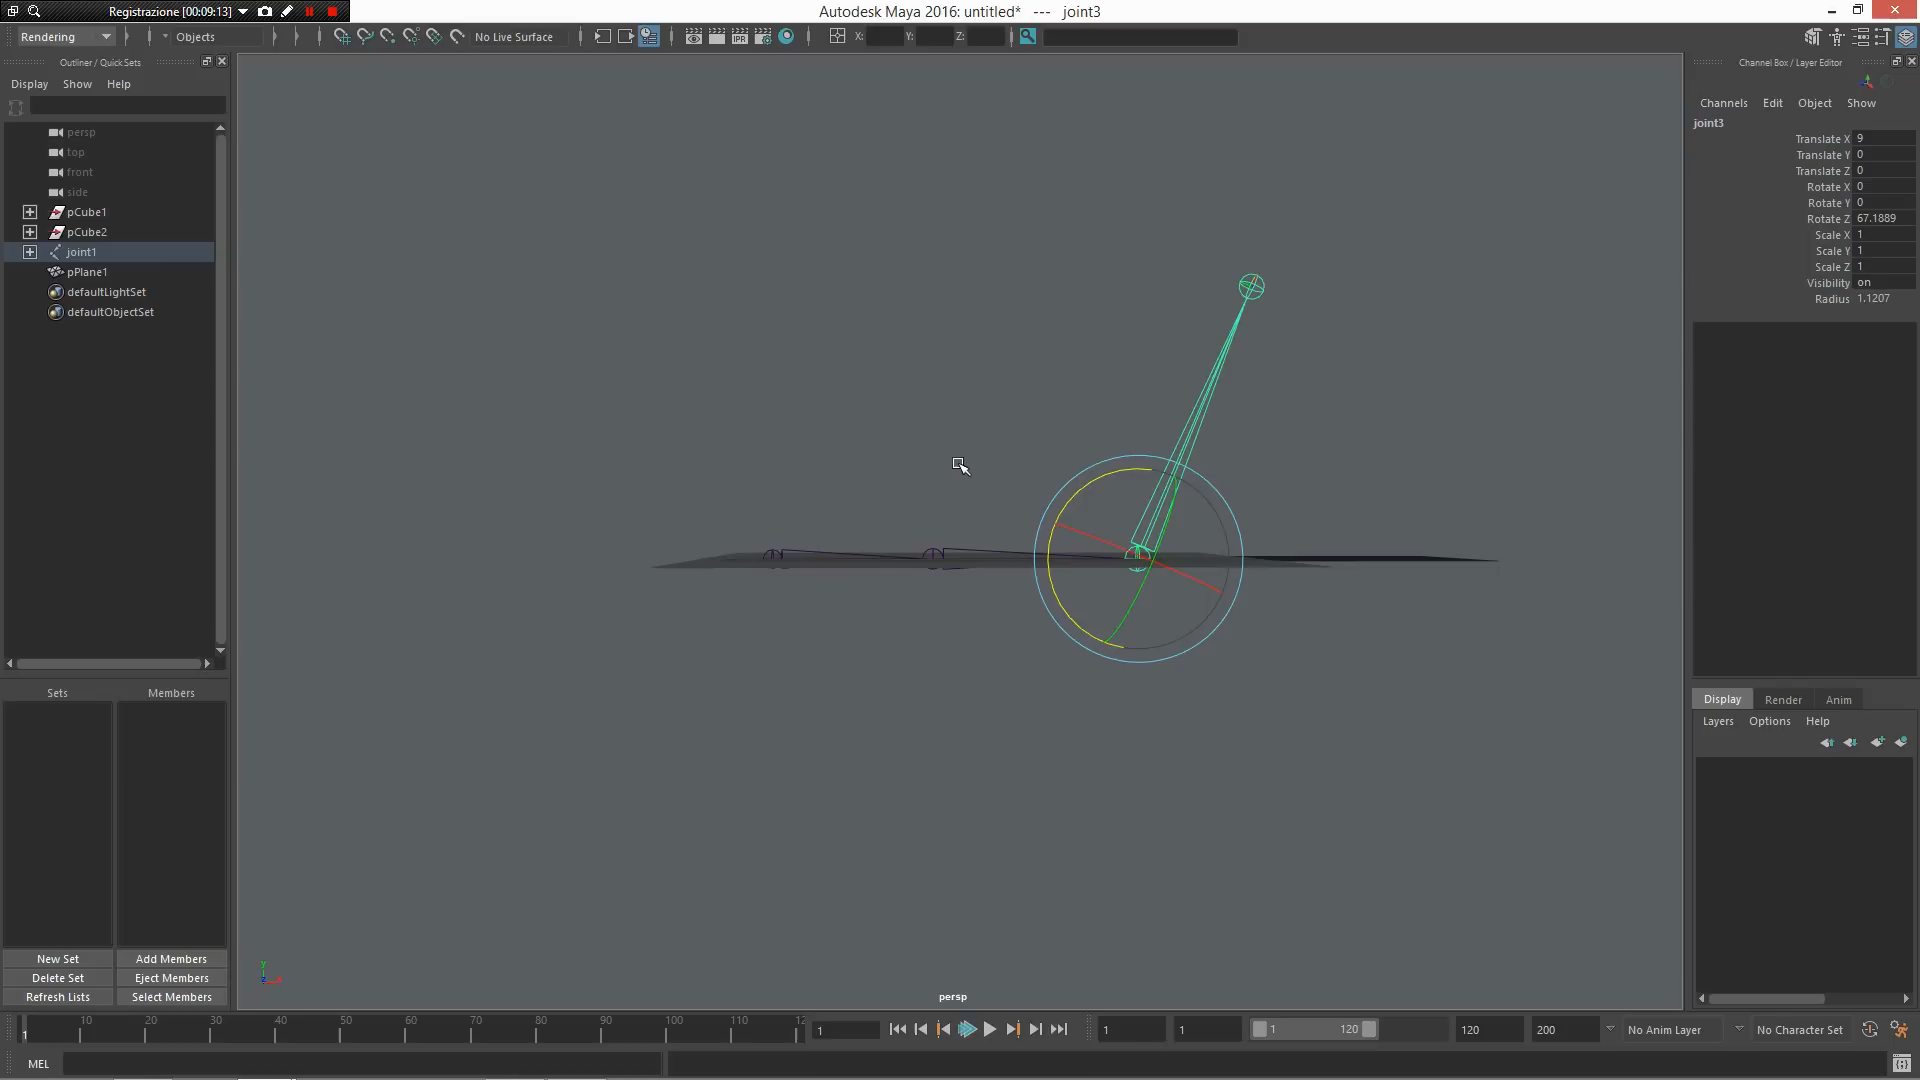 Registrazione [00:09:13]
Autodesk Maya 2016: untitled* --- joint3
Rendering
Objects
No Live Surface
X:
Y:
Z:
IPR
Outliner / Quick Sets
Display Show Help
persp
top
front
side
pCube1
pCube2
joint1
pPlane1
defaultLightSet
defaultObjectSet
Sets Members
New Set Add Members
Delete Set Eject Members
Refresh Lists Select Members
y
persp
Channel Box / Layer Editor
Channels Edit Object Show
joint3
Translate X 9
Translate Y 0
Translate Z 0
Rotate X 0
Rotate Y 0
Rotate Z 67.1889
Scale X 1
Scale Y 1
Scale Z 1
Visibility on
Radius 1.1207
Display Render Anim
Layers Options Help
1 10 20 30 40 50 60 70 80 90 100 110 12
1
1 1 1 120 120 200 No Anim Layer No Character Set
MEL